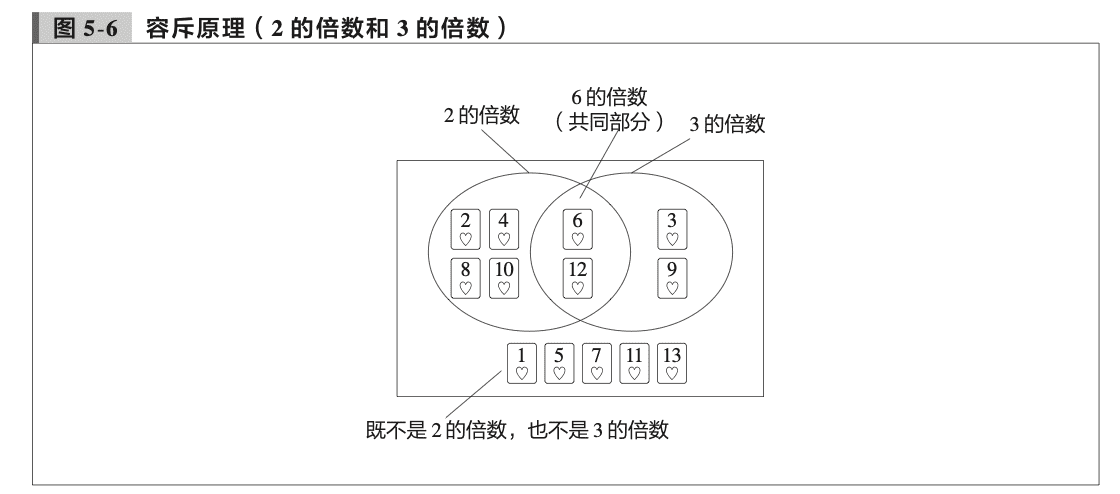 图 5-6 容斥原理（2 的倍数和 3 的倍数）
2 的倍数
6 的倍数
（共同部分）
3 的倍数
2 4 6 3
♡ ♡ ♡ ♡
8 10 12 9
♡ ♡ ♡ ♡
1 5 7 11 13
♡ ♡ ♡ ♡ ♡
既不是 2 的倍数，也不是 3 的倍数